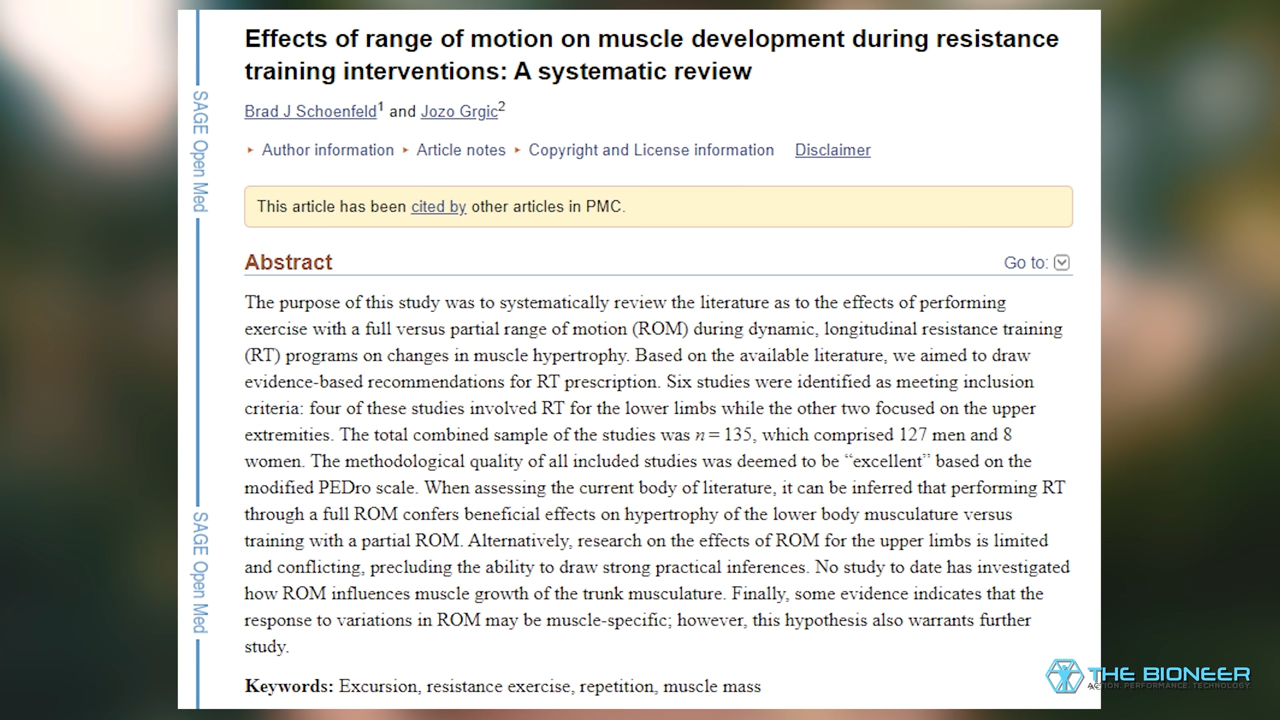 Effects of range of motion on muscle development during resistance
training interventions: A systematic review
Brad J Schoenfeld1 and Jozo Grgic2
Author information Article notes Copyright and License information Disclaimer
This article has been cited by other articles in PMC.
Abstract
Go to:
The purpose of this study was to systematically review the literature as to the effects of performing
exercise with a full versus partial range of motion (ROM) during dynamic, longitudinal resistance training
(RT) programs on changes in muscle hypertrophy. Based on the available literature, we aimed to draw
evidence-based recommendations for RT prescription. Six studies were identified as meeting inclusion
criteria: four of these studies involved RT for the lower limbs while the other two focused on the upper
extremities. The total combined sample of the studies was n = 135, which comprised 127 men and 8
women. The methodological quality of all included studies was deemed to be “excellent” based on the
modified PEDro scale. When assessing the current body of literature, it can be inferred that performing RT
through a full ROM confers beneficial effects on hypertrophy of the lower body musculature versus
training with a partial ROM. Alternatively, research on the effects of ROM for the upper limbs is limited
and conflicting, precluding the ability to draw strong practical inferences. No study to date has investigated
how ROM influences muscle growth of the trunk musculature. Finally, some evidence indicates that the
response to variations in ROM may be muscle-specific; however, this hypothesis also warrants further
study.
Keywords: Excursion, resistance exercise, repetition, muscle mass
SAGE Open Med
SAGE Open Med
THE BIONEER
ACTION. PERFORMANCE. TECHNOLOGY.